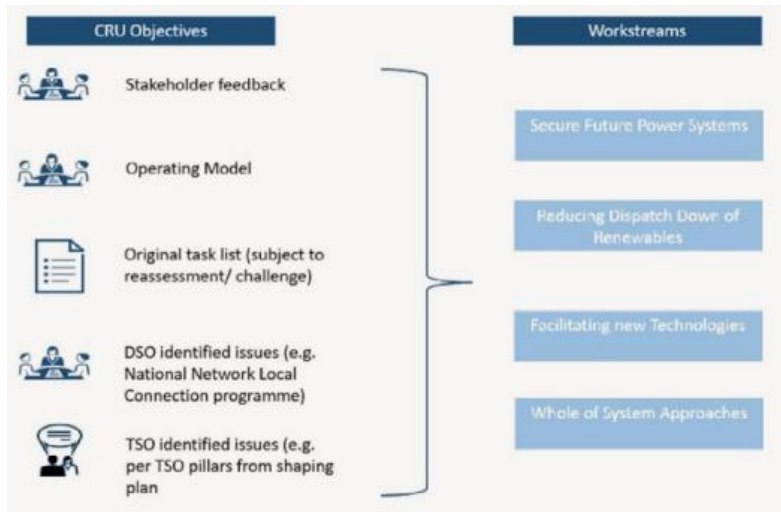 CRU Objectives
Stakeholder feedback
Operating Model
Original task list (subject to
reassessment/ challenge)
DSO identified issues (e.g.
National Network Local
Connection programme)
TSO identified issues (e.g.
per TSO pillars from shaping
plan
Workstreams
Secure Future Power Systems
Reducing Dispatch Down of
Renewables
Facilitating new Technologies
Whole of System Approaches